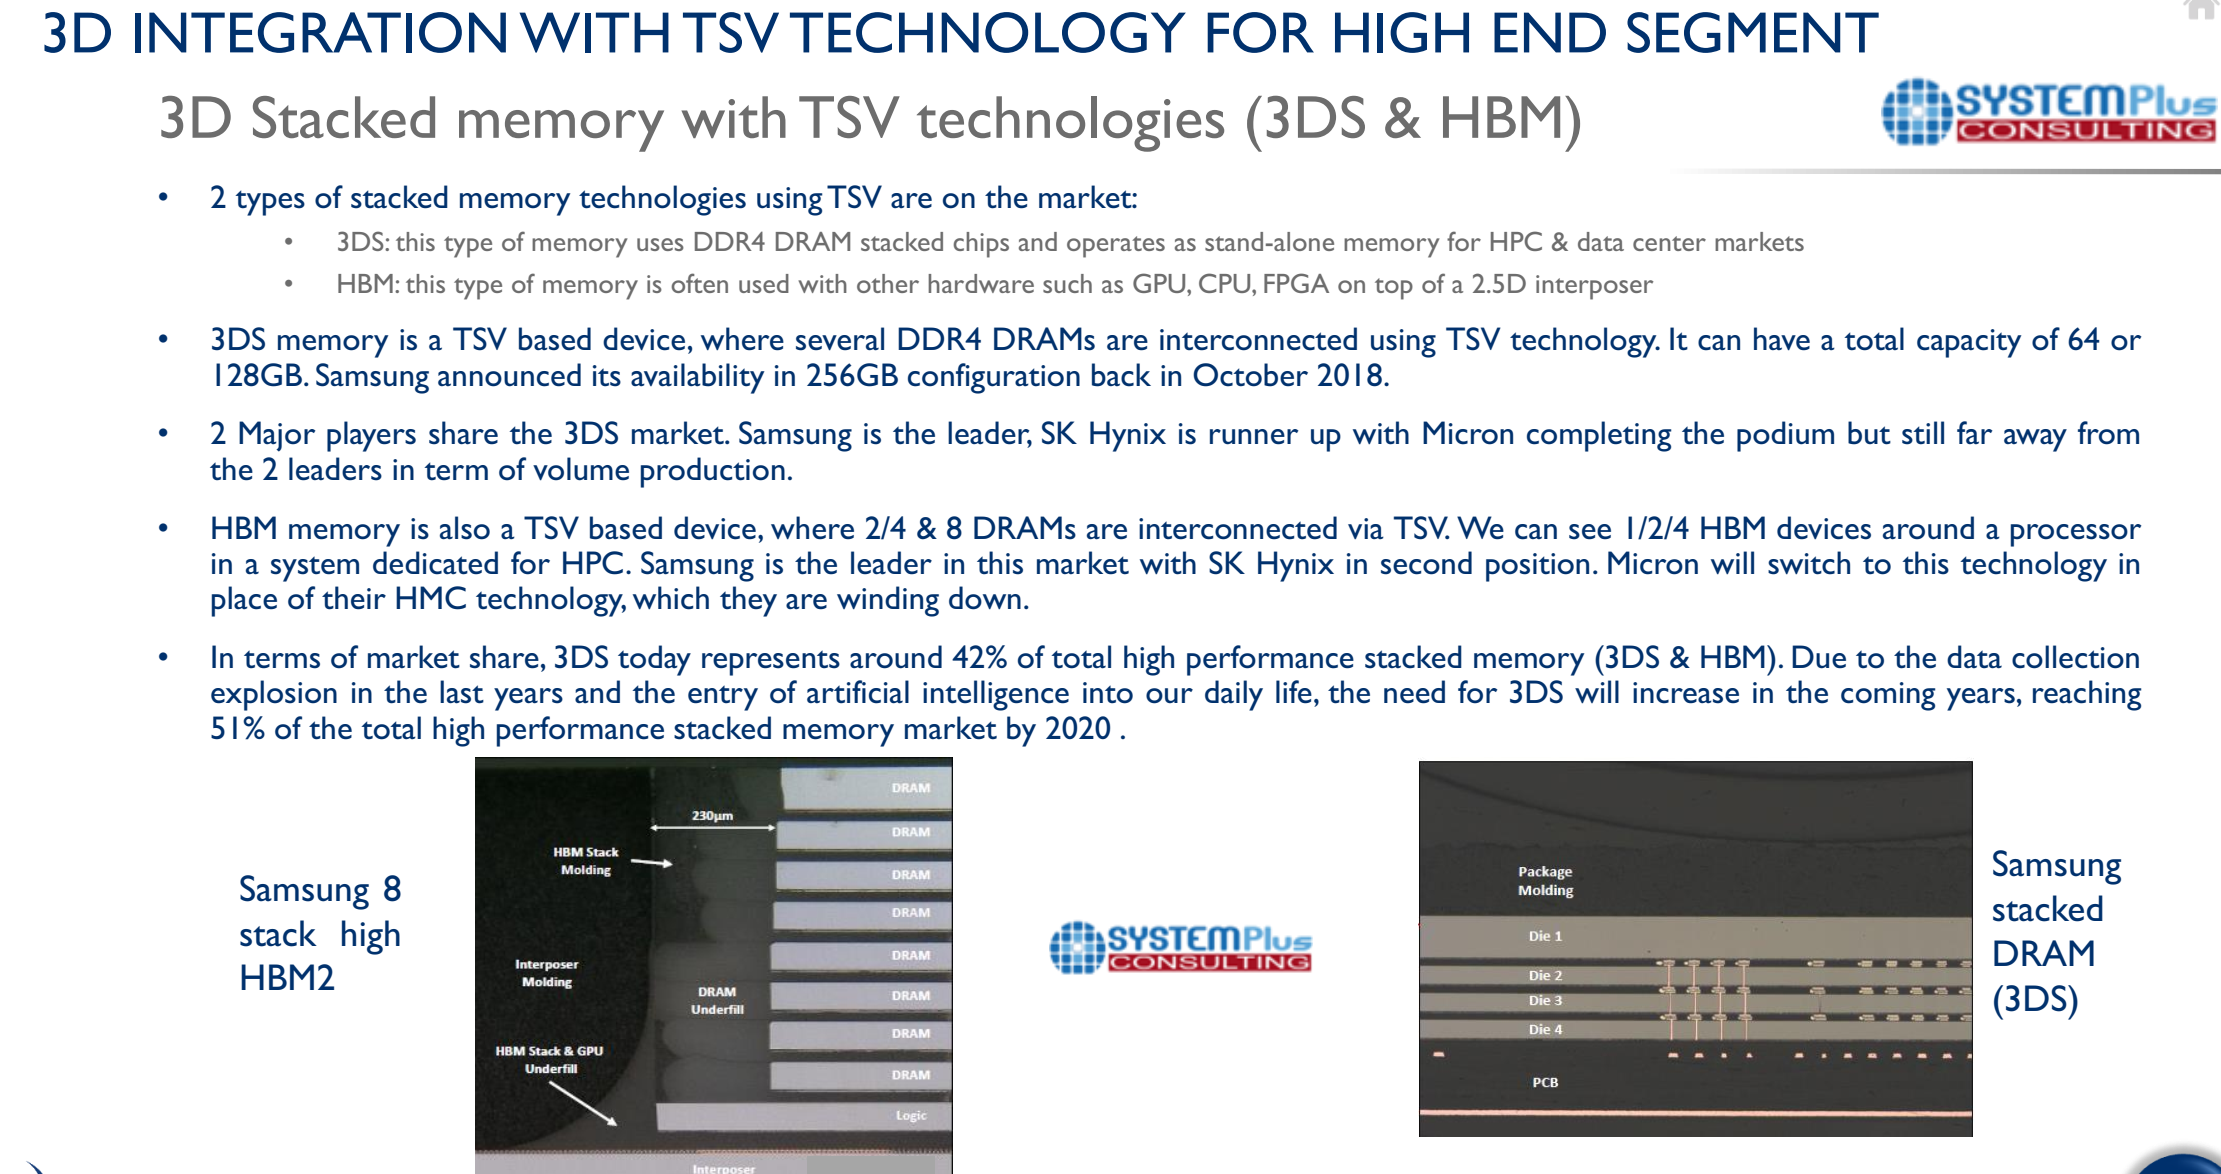 3D INTEGRATION WITH TSV TECHNOLOGY FOR HIGH END SEGMENT
3D Stacked memory with TSV technologies (3DS & HBM)
SYSTEMPlus
CONSULTING
• 2 types of stacked memory technologies using TSV are on the market:
• 3DS: this type of memory uses DDR4 DRAM stacked chips and operates as stand-alone memory for HPC & data center markets
• HBM: this type of memory is often used with other hardware such as GPU, CPU, FPGA on top of a 2.5D interposer
• 3DS memory is a TSV based device, where several DDR4 DRAMs are interconnected using TSV technology. It can have a total capacity of 64 or
128GB. Samsung announced its availability in 256GB configuration back in October 2018.
• 2 Major players share the 3DS market. Samsung is the leader, SK Hynix is runner up with Micron completing the podium but still far away from
the 2 leaders in term of volume production.
• HBM memory is also a TSV based device, where 2/4 & 8 DRAMs are interconnected via TSV. We can see 1/2/4 HBM devices around a processor
in a system dedicated for HPC. Samsung is the leader in this market with SK Hynix in second position. Micron will switch to this technology in
place of their HMC technology, which they are winding down.
• In terms of market share, 3DS today represents around 42% of total high performance stacked memory (3DS & HBM). Due to the data collection
explosion in the last years and the entry of artificial intelligence into our daily life, the need for 3DS will increase in the coming years, reaching
51% of the total high performance stacked memory market by 2020 .
Samsung 8
stack high
HBM2
230µm
HBM Stack
Molding
Interposer
Molding
DRAM
Underfill
HBM Stack & GPU
Underfill
DRAM
DRAM
DRAM
DRAM
DRAM
DRAM
DRAM
DRAM
Logic
Interposer
SYSTEMPlus
CONSULTING
Package
Molding
Die 1
Die 2
Die 3
Die 4
PCB
Samsung
stacked
DRAM
(3DS)